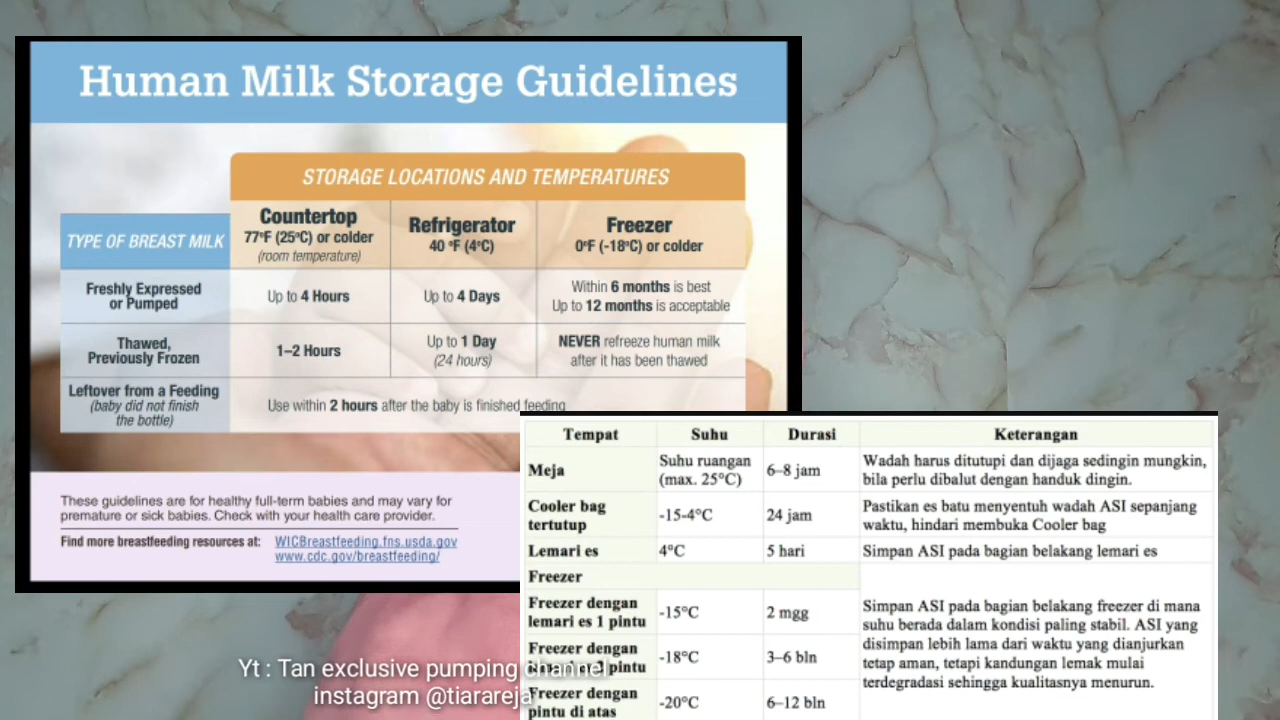 Human Milk Storage Guidelines
STORAGE LOCATIONS AND TEMPERATURES
TYPE OF BREAST MILK
Countertop
77°F (25°C) or colder
(room temperature)
Refrigerator
40 °F (4°C)
Freezer
0°F (-18°C) or colder
Freshly Expressed
or Pumped
Up to 4 Hours
Up to 4 Days
Within 6 months is best
Up to 12 months is acceptable
Thawed,
Previously Frozen
1–2 Hours
Up to 1 Day
(24 hours)
NEVER refreeze human milk
after it has been thawed
Leftover from a Feeding
(baby did not finish
the bottle)
Use within 2 hours after the baby is finished feeding
These guidelines are for healthy full-term babies and may vary for
premature or sick babies. Check with your health care provider.
Find more breastfeeding resources at:
WICBreastfeeding.fns.usda.gov
www.cdc.gov/breastfeeding/
Tempat Suhu Durasi Keterangan
Meja
Suhu ruangan
(max. 25°C)
6–8 jam
Wadah harus ditutupi dan dijaga sedingin mungkin,
bila perlu dibalut dengan handuk dingin.
Cooler bag
tertutup
-15-4°C
24 jam
Pastikan es batu menyentuh wadah ASI sepanjang
waktu, hindari membuka Cooler bag
Lemari es
4°C
5 hari
Simpan ASI pada bagian belakang lemari es
Freezer
Freezer dengan
lemari es 1 pintu
-15°C
2 mgg
Simpan ASI pada bagian belakang freezer di mana
suhu berada dalam kondisi paling stabil. ASI yang
disimpan lebih lama dari waktu yang dianjurkan
tetap aman, tetapi kandungan lemak mulai
terdegradasi sehingga kualitasnya menurun.
Freezer dengan
pintu
-18°C
3–6 bln
Freezer dengan
pintu di atas
-20°C
6–12 bln
Yt : Tan exclusive pumping channel
instagram @tiarareja